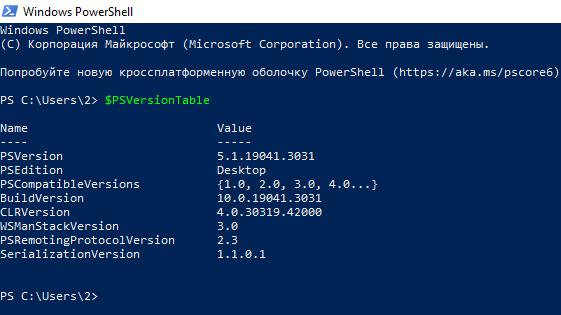 Windows PowerShell
Windows PowerShell
(C) Корпорация Майкрософт (Microsoft Corporation). Все права защищены.
Попробуйте новую кроссплатформенную оболочку PowerShell (https://aka.ms/pscore6)
PS C:\Users\2> $PSVersionTable
Name                           Value
----                           -----
PSVersion                      5.1.19041.3031
PSEdition                      Desktop
PSCompatibleVersions           {1.0, 2.0, 3.0, 4.0...}
BuildVersion                   10.0.19041.3031
CLRVersion                     4.0.30319.42000
WSManStackVersion              3.0
PSRemotingProtocolVersion      2.3
SerializationVersion           1.1.0.1
PS C:\Users\2>